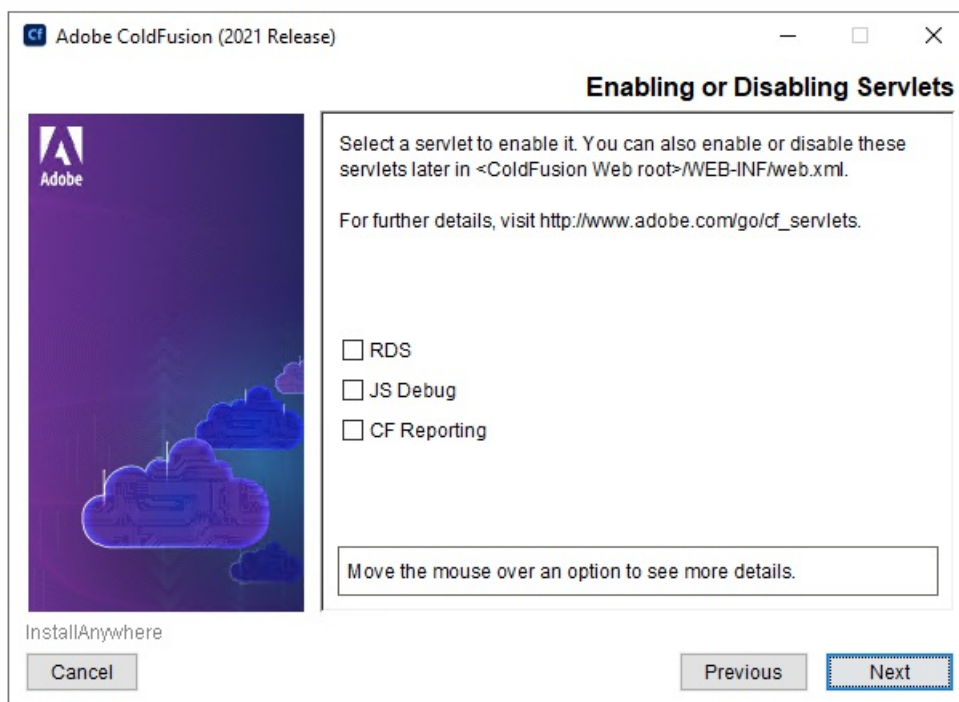 Cf Adobe ColdFusion (2021 Release)
Enabling or Disabling Servlets
Adobe
Select a servlet to enable it. You can also enable or disable these
servlets later in <ColdFusion Web root>/WEB-INF/web.xml.
For further details, visit http://www.adobe.com/go/cf_servlets.
RDS
JS Debug
CF Reporting
Move the mouse over an option to see more details.
InstallAnywhere
Cancel
Previous
Next